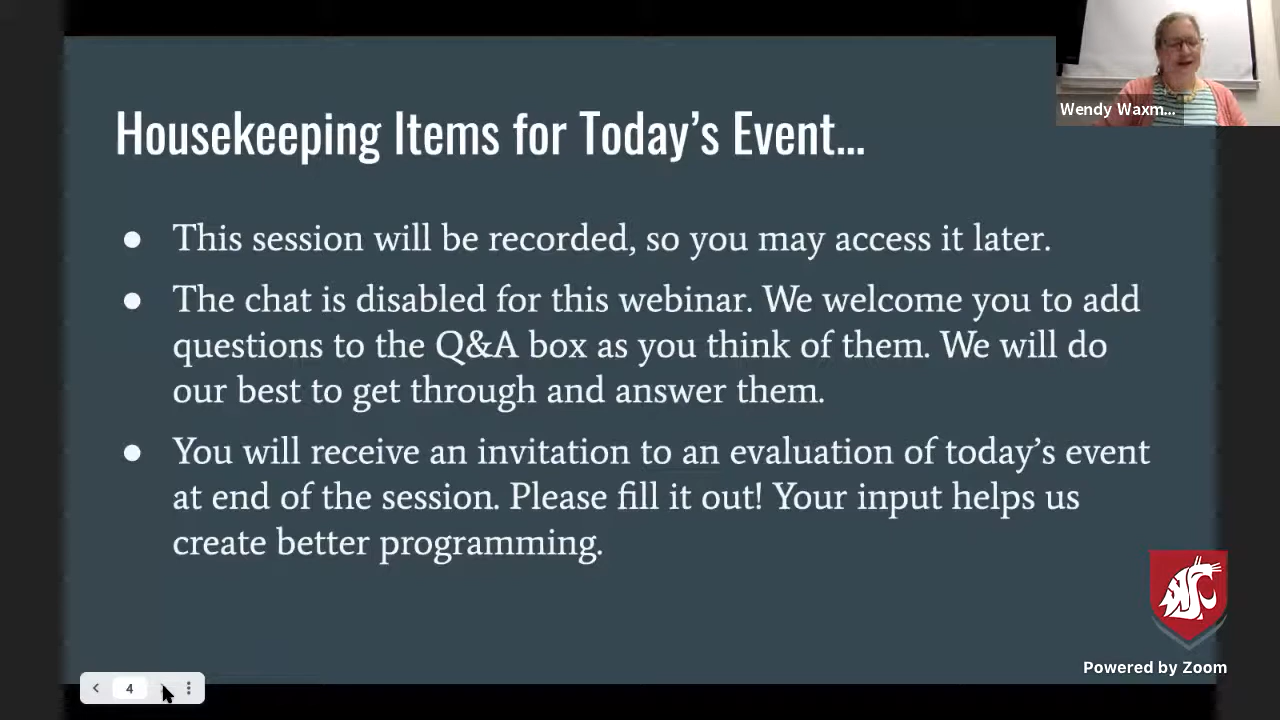 Wendy Waxm...
Housekeeping Items for Today's Event...
● This session will be recorded, so you may access it later.
● The chat is disabled for this webinar. We welcome you to add
questions to the Q&A box as you think of them. We will do
our best to get through and answer them.
● You will receive an invitation to an evaluation of today's event
at end of the session. Please fill it out! Your input helps us
create better programming.
Powered by Zoom
4